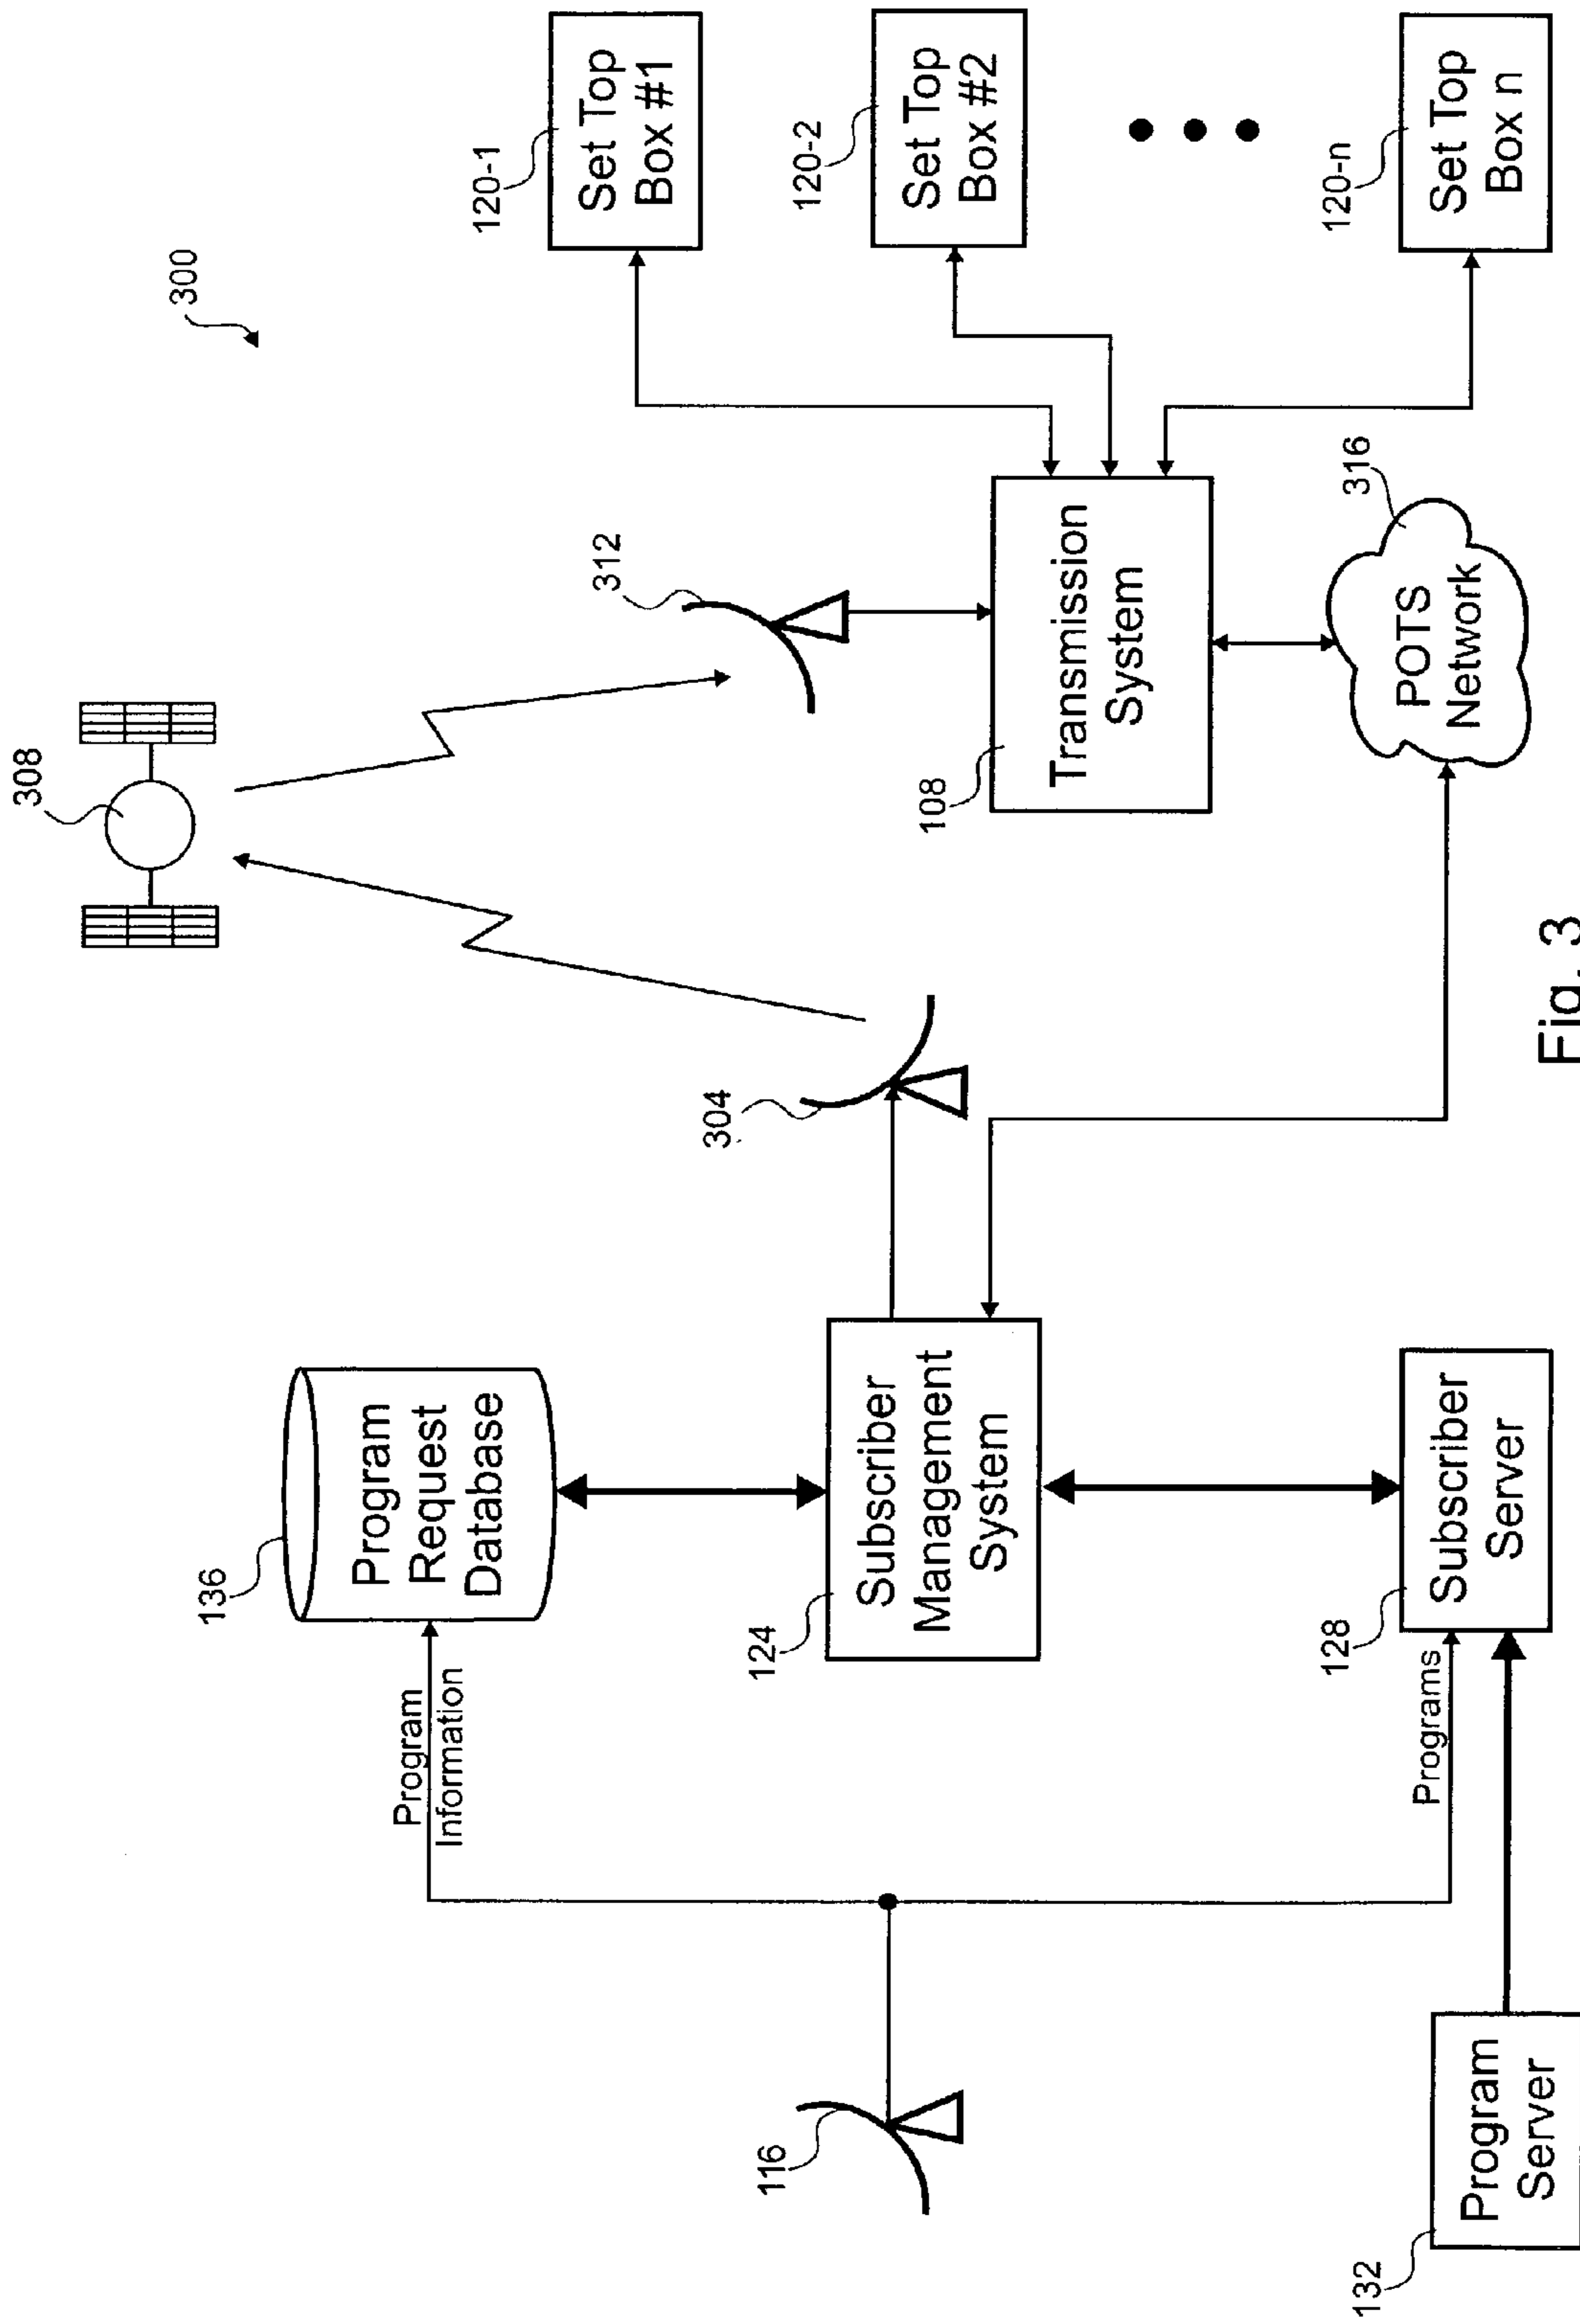 300
308
312
304
136
Program
Request
Database
Program
Information
116
124
Subscriber
Management
System
108
Transmission
System
120-1
Set Top
Box #1
120-2
Set Top
Box #2
120-n
Set Top
Box n
316
POTS
Network
128
Subscriber
Server
Programs
132
Program
Server
Fig. 3